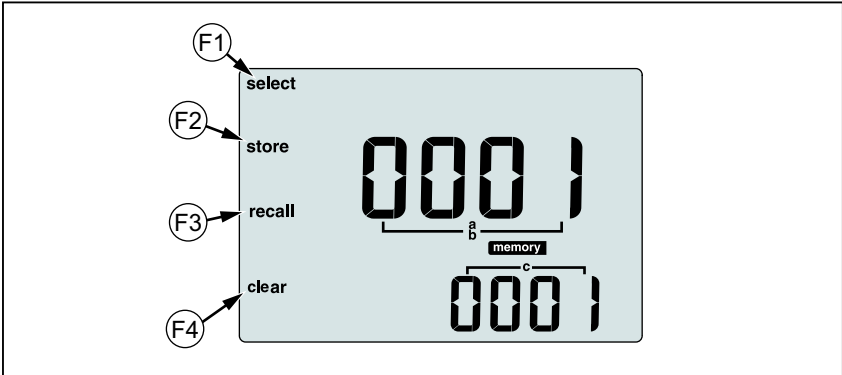 F1
select
F2
store
0001
F3
recall
a
b
memory
c
F4
clear
0001